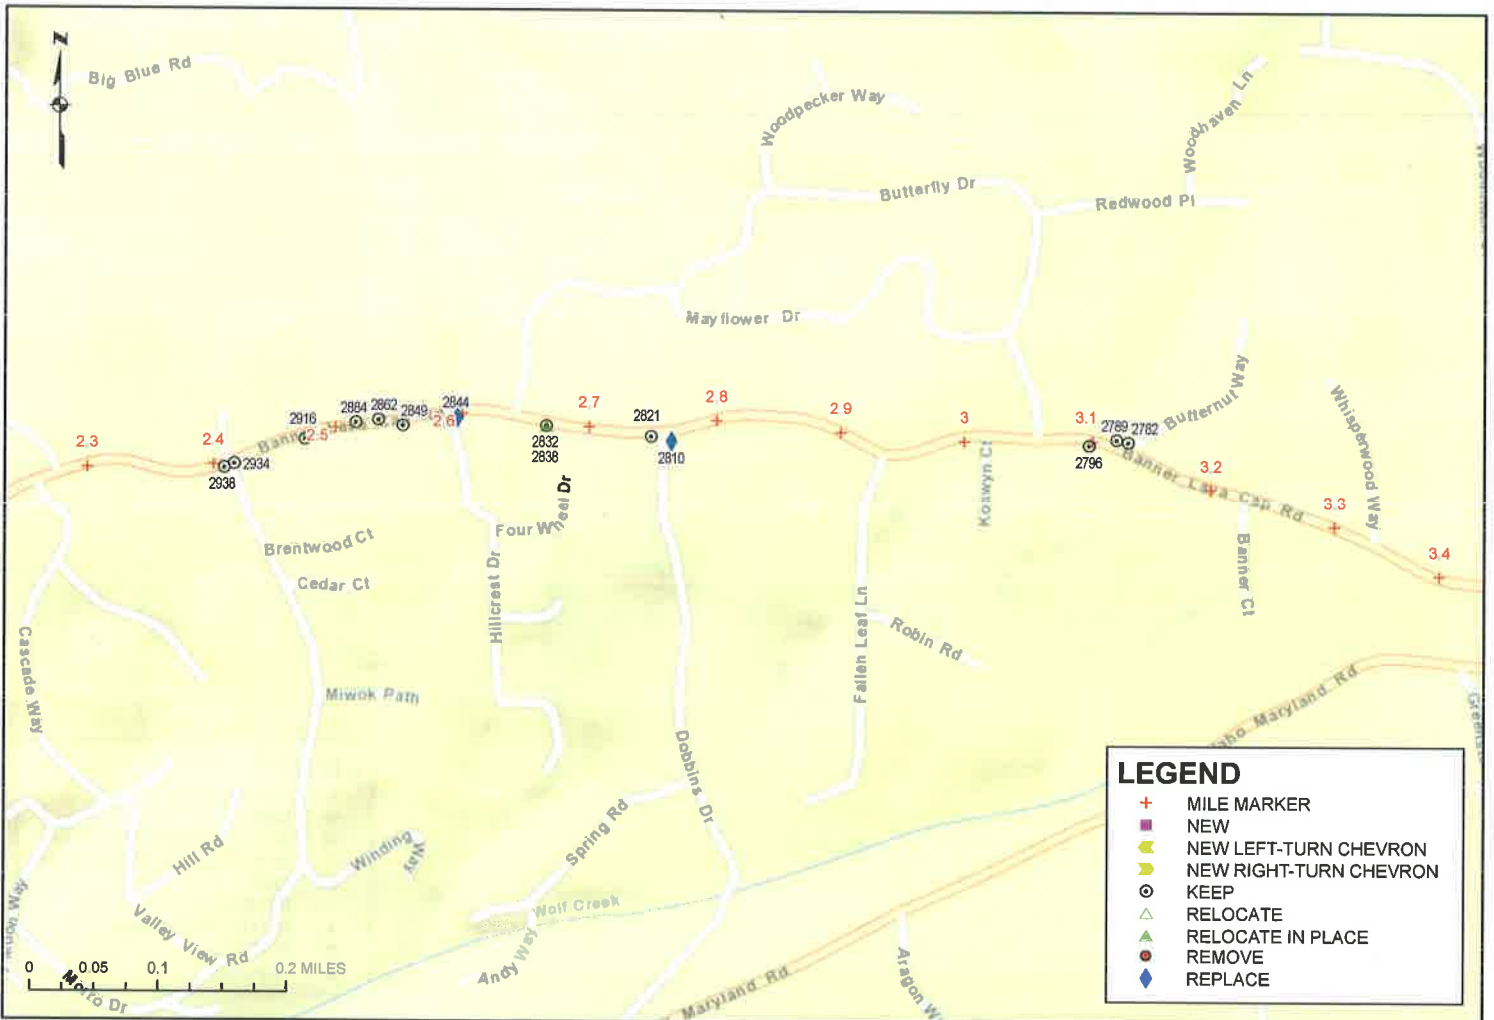 N
Big Blue Rd
Woodpecker Way
Woodhaven Ln
Butterfly Dr
Redwood Pl
Mayflower Dr
Butternut Way
Whisperwood Way
2.3
2.4
2916
2.5
2884
2862
2849
2844
2.6
2.7
2821
2.8
2.9
3
3.1
2789
2782
2938
2934
2832
2838
2810
2796
Banner Lava Cap Rd
3.2
3.3
3.4
Koswyn Ct
Banner Ct
Four Wheel Dr
Brentwood Ct
Cedar Ct
Hillcrest Dr
Fallen Leaf Ln
Robin Rd
Cascade Way
Miwok Path
Dobbins Dr
Spring Rd
Hill Rd
Winding Way
Valley View Rd
Wolf Creek
Andy Way
Morro Dr
Maryland Rd
Maryland Rd
Aragon
0 0.05 0.1 0.2 MILES
LEGEND
MILE MARKER
NEW
NEW LEFT-TURN CHEVRON
NEW RIGHT-TURN CHEVRON
KEEP
RELOCATE
RELOCATE IN PLACE
REMOVE
REPLACE